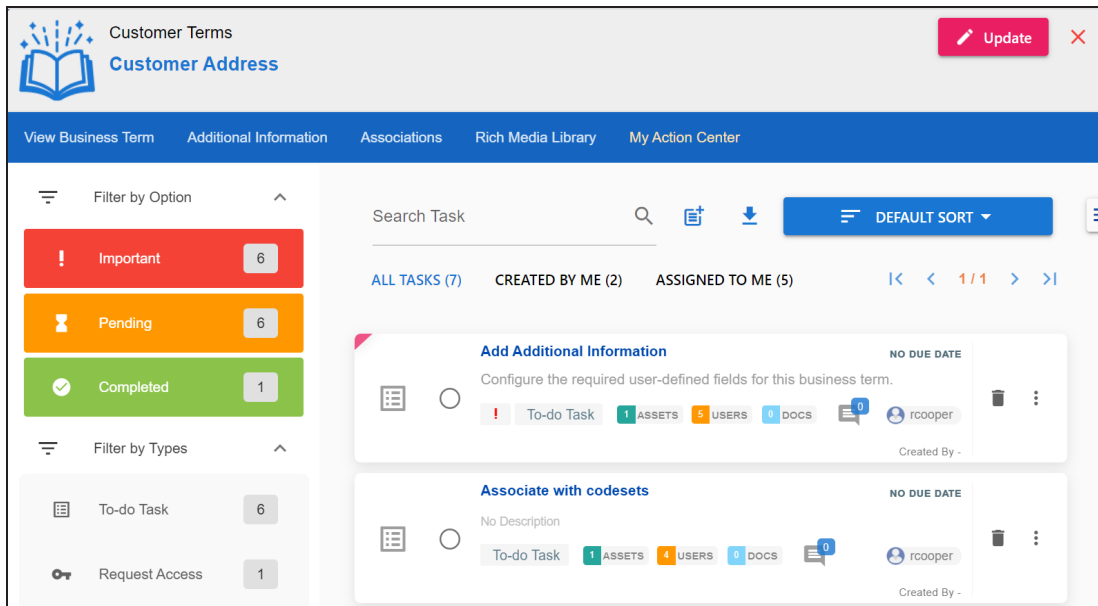 Customer Terms
Customer Address
Update
View Business Term Additional Information Associations Rich Media Library My Action Center
Filter by Option
Important 6
Pending 6
Completed 1
Filter by Types
To-do Task 6
Request Access 1
Search Task
DEFAULT SORT
ALL TASKS (7) CREATED BY ME (2) ASSIGNED TO ME (5) 1 / 1
Add Additional Information NO DUE DATE
Configure the required user-defined fields for this business term.
! To-do Task 1 ASSETS 5 USERS 0 DOCS 0 rcooper
Created By -
Associate with codesets NO DUE DATE
No Description
To-do Task 1 ASSETS 4 USERS 0 DOCS 0 rcooper
Created By -